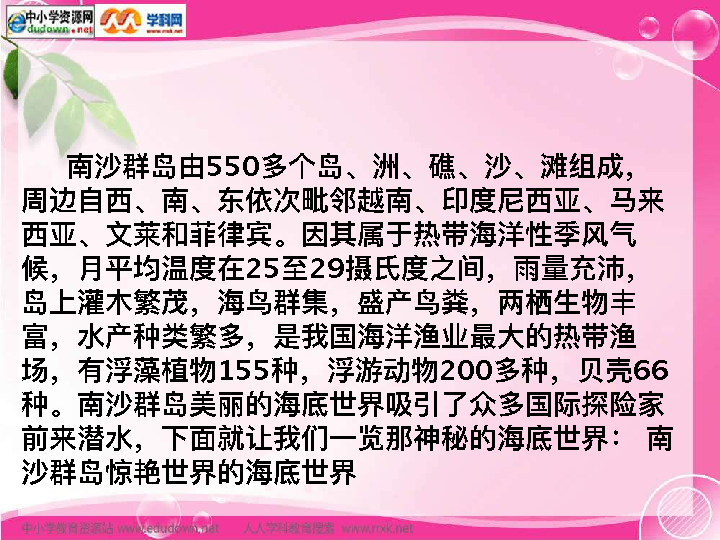 中小学资源网
edudown.net
学科网
www.nxk.net
南沙群岛由550多个岛、洲、礁、沙、滩组成，
周边自西、南、东依次毗邻越南、印度尼西亚、马来
西亚、文莱和菲律宾。因其属于热带海洋性季风气
候，月平均温度在25至29摄氏度之间，雨量充沛，
岛上灌木繁茂，海鸟群集，盛产鸟粪，两栖生物丰
富，水产种类繁多，是我国海洋渔业最大的热带渔
场，有浮藻植物155种，浮游动物200多种，贝壳66
种。南沙群岛美丽的海底世界吸引了众多国际探险家
前来潜水，下面就让我们一览那神秘的海底世界： 南
沙群岛惊艳世界的海底世界
中小学教育资源站 www.edudown.net 人人学科教育搜索 www.rrxk.net